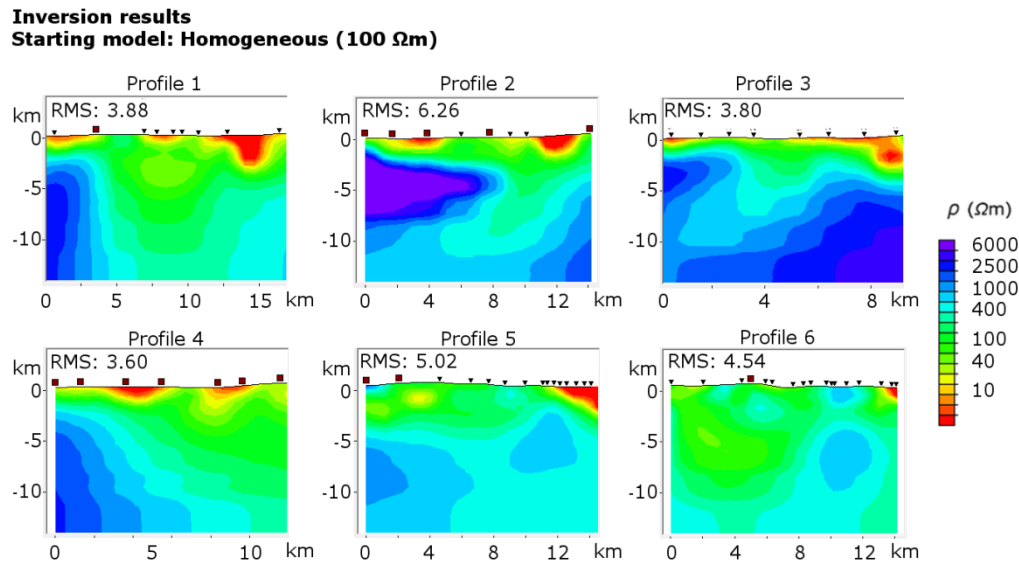 Inversion results
Starting model: Homogeneous (100 Ωm)
Profile 1
Profile 2
Profile 3
km
RMS: 3.88
km
RMS: 6.26
km
RMS: 3.80
0
-5
-10
0
-5
-10
0
-5
-10
0 5 10 15 km
0 4 8 12 km
0 4 8 km
ρ (Ωm)
6000
2500
1000
400
100
40
10
Profile 4
Profile 5
Profile 6
km
RMS: 3.60
km
RMS: 5.02
km
RMS: 4.54
0
-5
-10
0
-5
-10
0
-5
-10
0 5 10 km
0 4 8 12 km
0 4 8 12 km